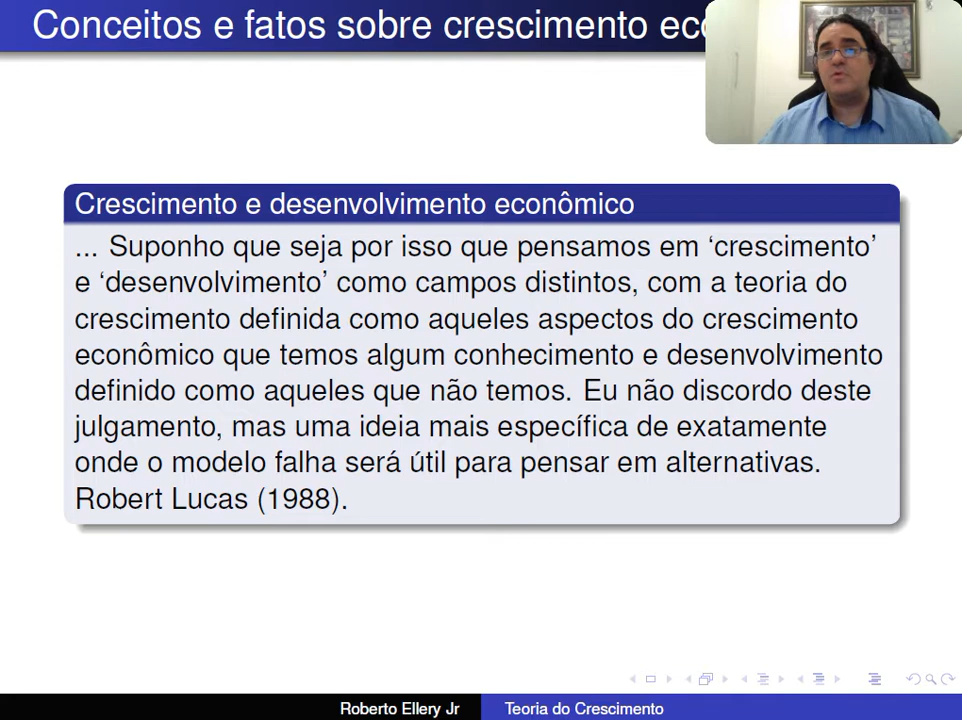 Conceitos e fatos sobre crescimento eco
Crescimento e desenvolvimento econômico
... Suponho que seja por isso que pensamos em ‘crescimento’
e ‘desenvolvimento’ como campos distintos, com a teoria do
crescimento definida como aqueles aspectos do crescimento
econômico que temos algum conhecimento e desenvolvimento
definido como aqueles que não temos. Eu não discordo deste
julgamento, mas uma ideia mais específica de exatamente
onde o modelo falha será útil para pensar em alternativas.
Robert Lucas (1988).
Roberto Ellery Jr
Teoria do Crescimento